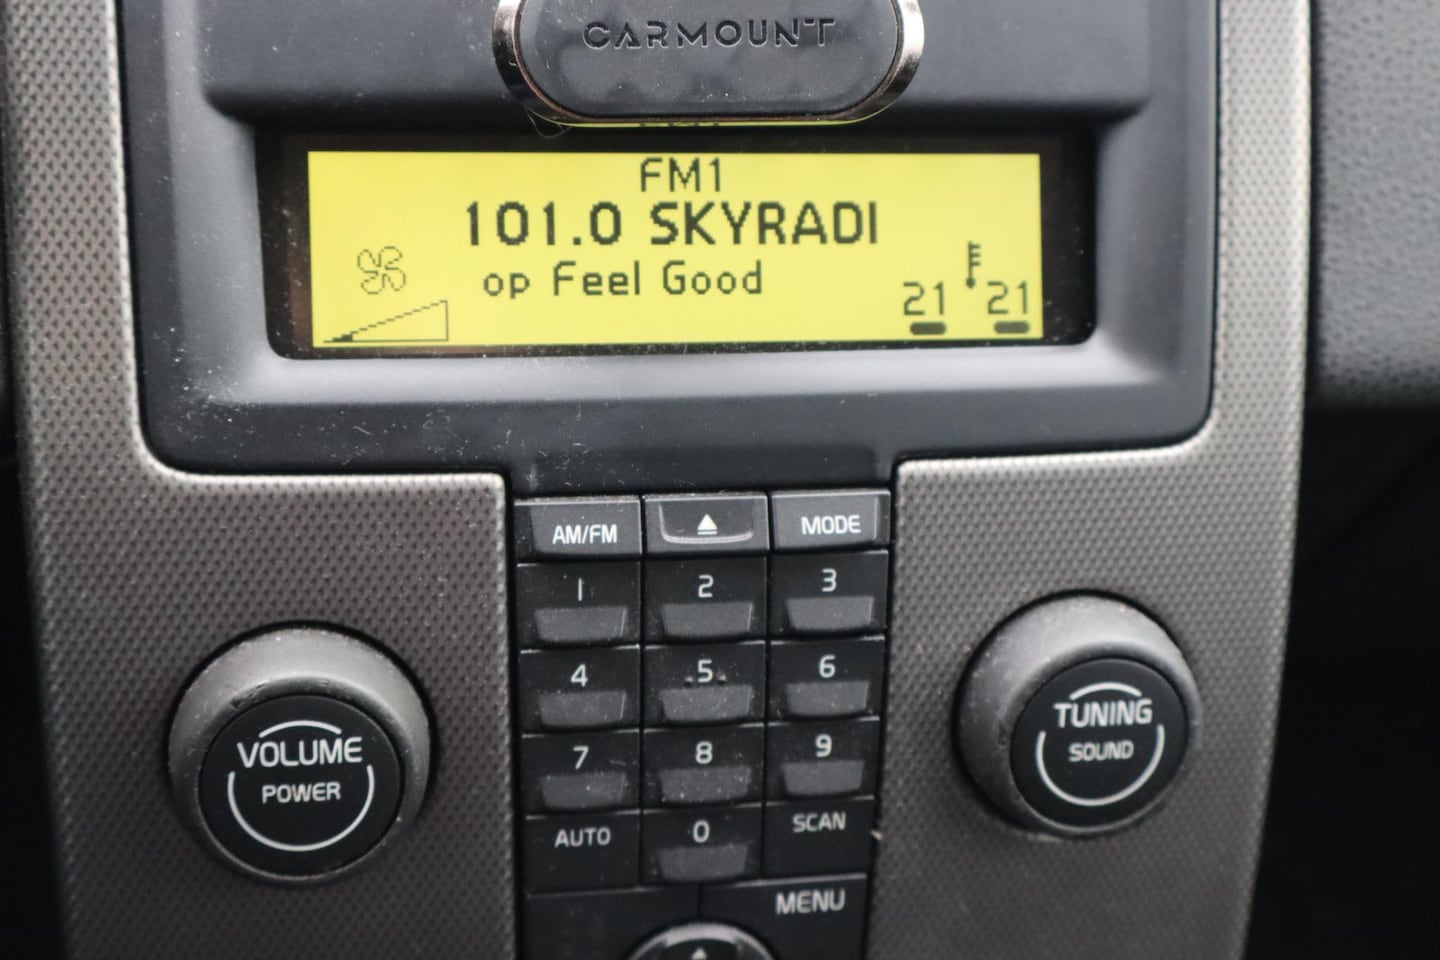 CARMOUNT
FM1
101.0 SKYRADI
op Feel Good
21 21
AM/FM MODE
1 2 3
4 5 6
7 8 9
AUTO 0 SCAN
MENU
VOLUME
POWER
TUNING
SOUND